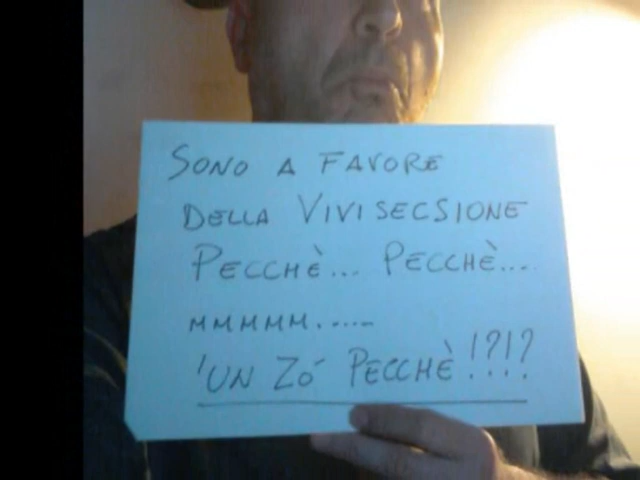 SONO A FAVORE
DELLA VIVISECSIONE
PECCHÈ... PECCHÈ...
MMMMM.....
'UN ZÓ PECCHÈ!?!?